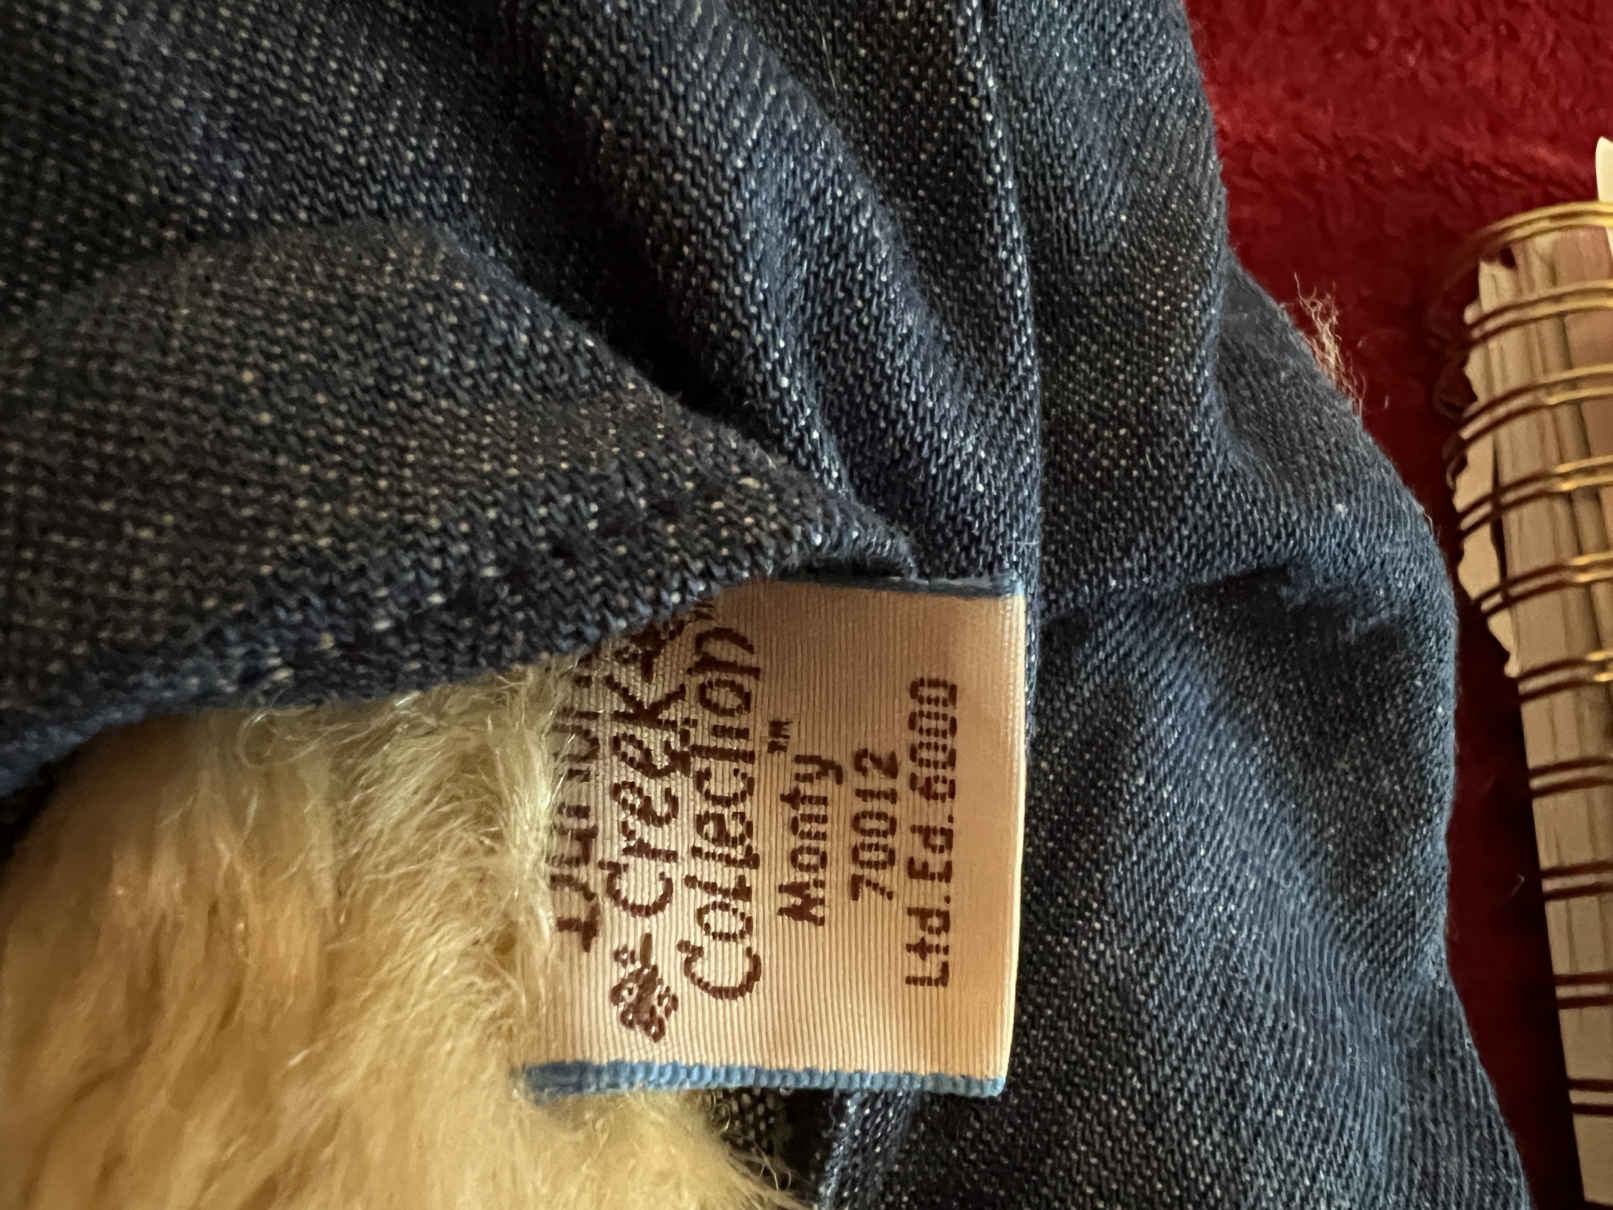 Creek
Collection™
Monty
70012
Ltd.Ed.6000